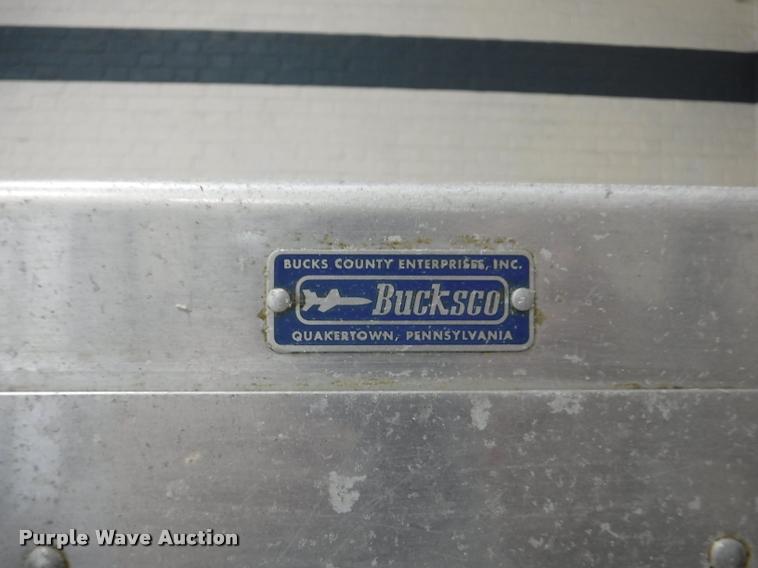 BUCKS COUNTY ENTERPRISES, INC.
Bucksco
QUAKERTOWN, PENNSYLVANIA
Purple Wave Auction